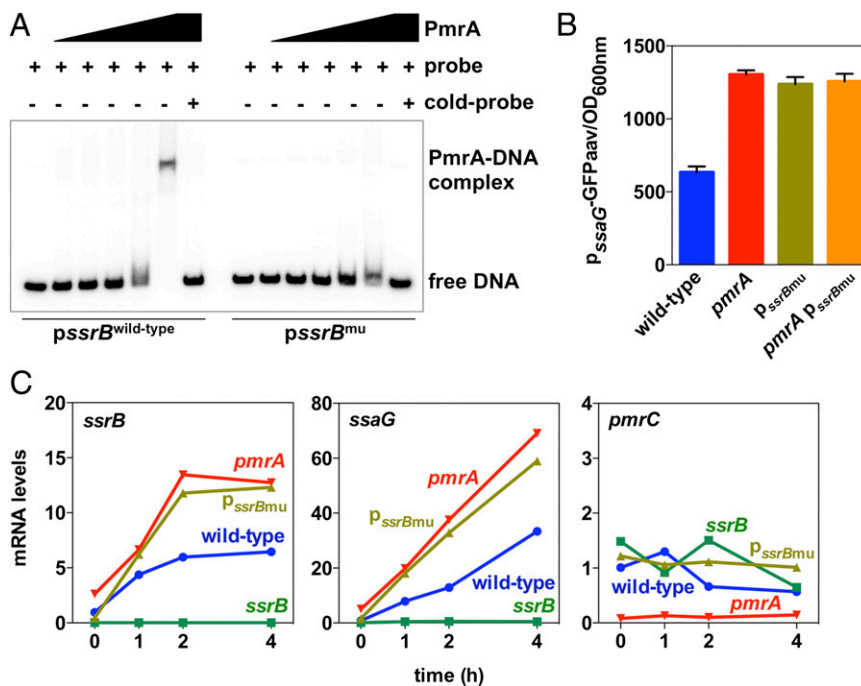 A
PmrA
+ + + + + + + + + + + + + + probe
- - - - - - + - - - - - - + cold-probe
PmrA-DNA
complex
free DNA
pssrBwild-type pssrBmu
B
pssaG-GFPaav/OD600nm
1500
1000
500
0
wild-type
pmrA
pssrBmu
pmrA pssrBmu
C
mRNA levels
20
15
10
5
0
ssrB
pmrA
pssrBmu
wild-type
ssrB
0 1 2 4
80
60
40
20
0
ssaG
pmrA
pssrBmu
wild-type
ssrB
0 1 2 4
4
3
2
1
0
pmrC
ssrB
pssrBmu
wild-type
pmrA
0 1 2 4
time (h)